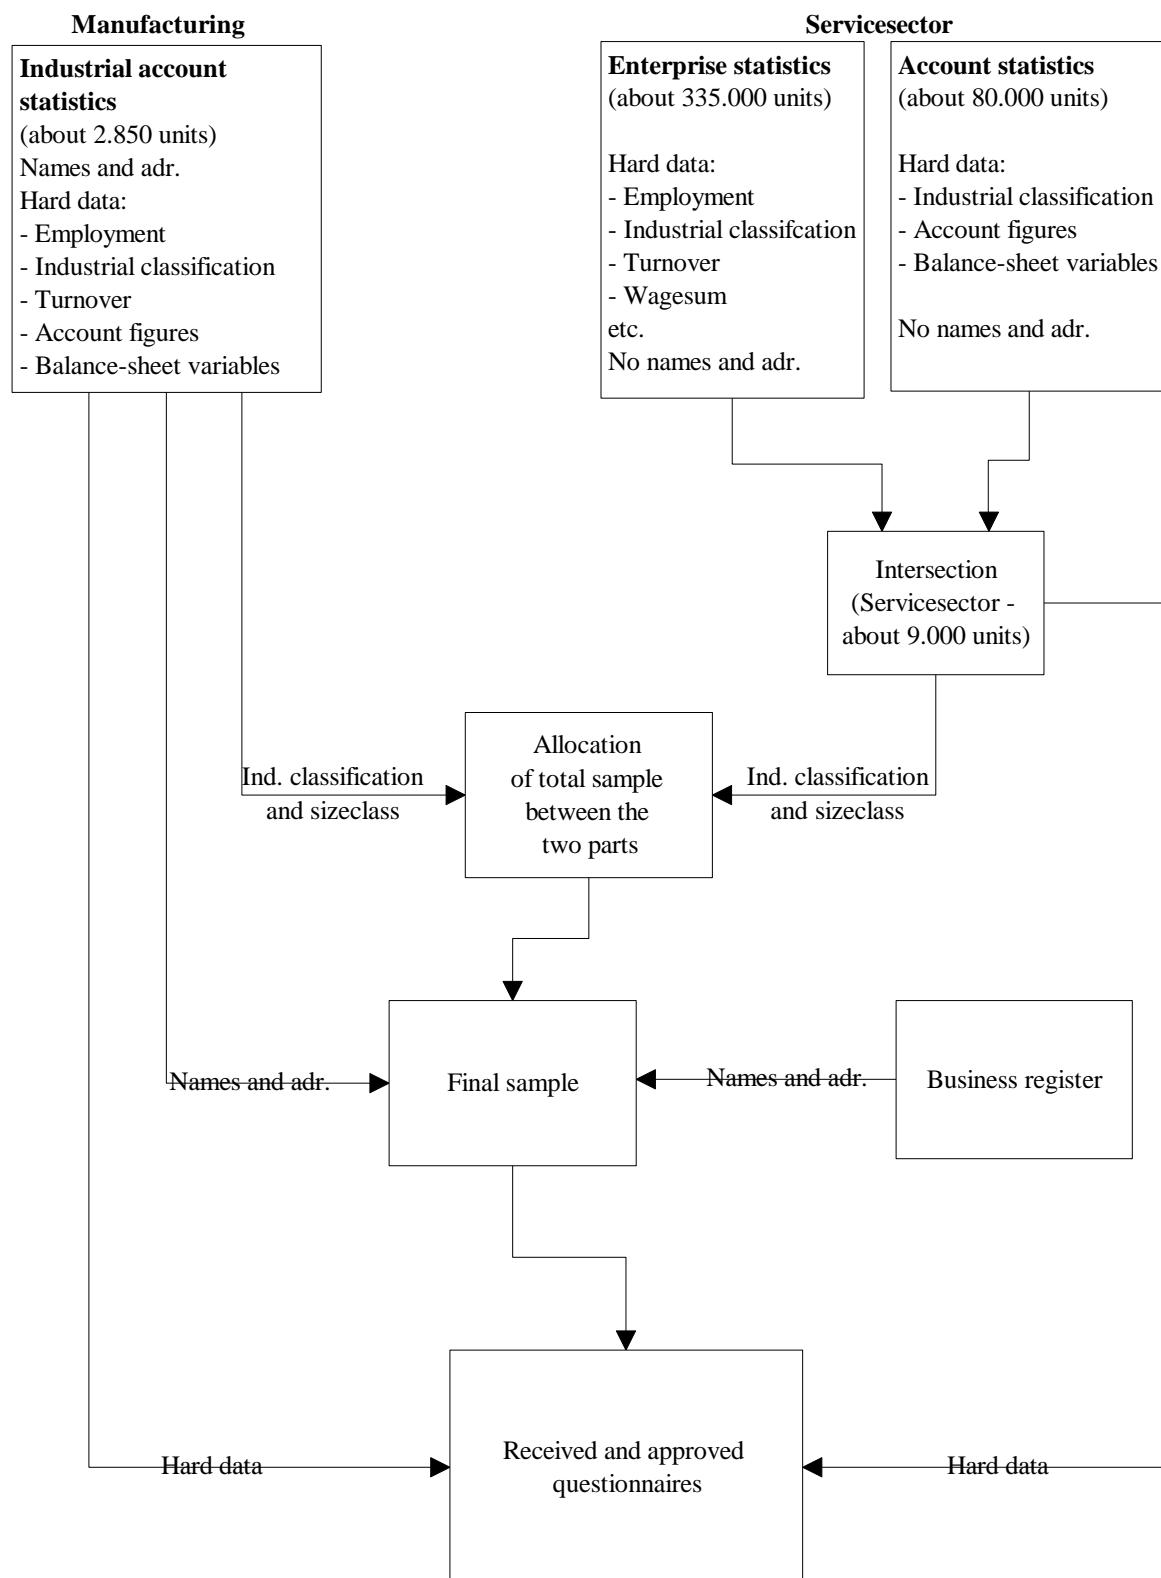 Manufacturing
Industrial account
statistics
(about 2.850 units)
Names and adr.
Hard data:
- Employment
- Industrial classification
- Turnover
- Account figures
- Balance-sheet variables
Servicesector
Enterprise statistics
(about 335.000 units)
Hard data:
- Employment
- Industrial classifcation
- Turnover
- Wagesum
etc.
No names and adr.
Account statistics
(about 80.000 units)
Hard data:
- Industrial classification
- Account figures
- Balance-sheet variables
No names and adr.
Intersection
(Servicesector -
about 9.000 units)
Ind. classification
and sizeclass
Allocation
of total sample
between the
two parts
Ind. classification
and sizeclass
Names and adr.
Final sample
Names and adr.
Business register
Hard data
Received and approved
questionnaires
Hard data